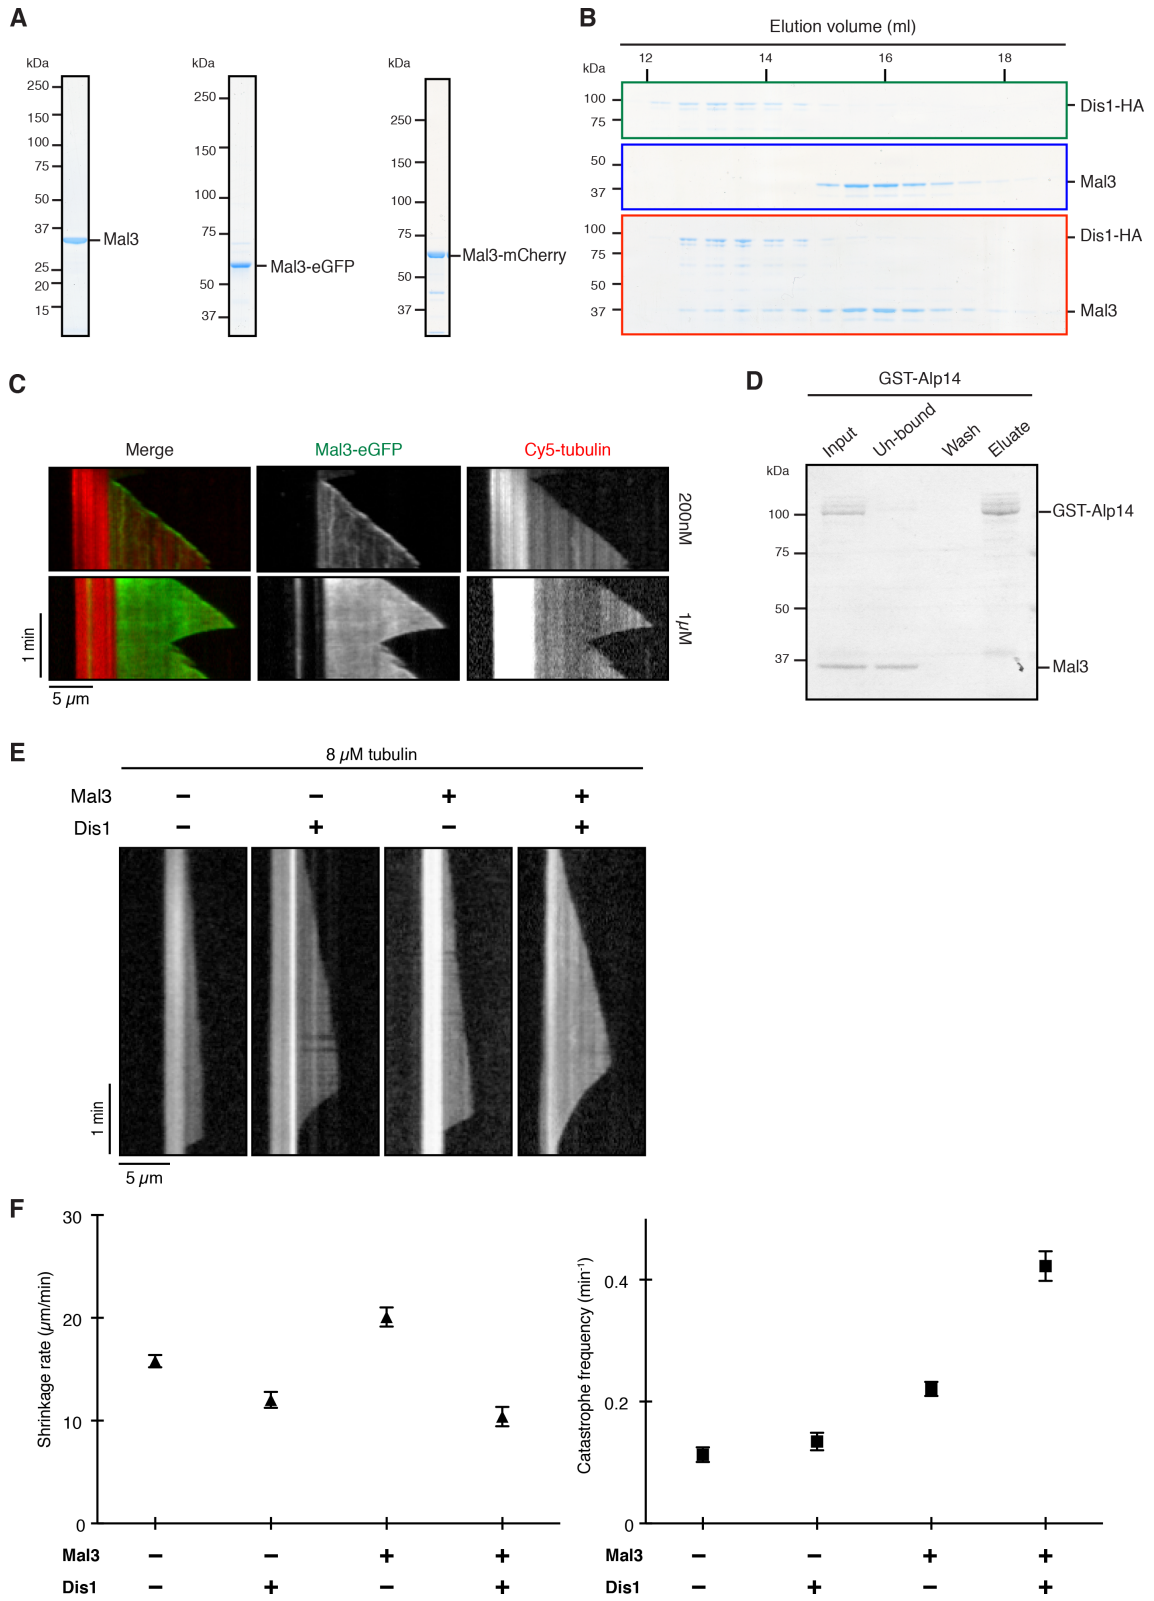 A
kDa
250
150
100
75
50
37
25
20
15
Mal3
kDa
250
150
100
75
50
37
Mal3-eGFP
kDa
250
150
100
75
50
37
Mal3-mCherry
B
Elution volume (ml)
12 14 16 18
kDa
100
75
Dis1-HA
50
37
Mal3
100
75
50
37
Dis1-HA
Mal3
C
Merge Mal3-eGFP Cy5-tubulin
200nM
1µM
1 min
5 µm
D
GST-Alp14
Input Un-bound Wash Eluate
kDa
100
75
50
37
GST-Alp14
Mal3
E
8 µM tubulin
Mal3 − − + +
Dis1 − + − +
1 min
5 µm
F
Shrinkage rate (µm/min)
30
20
10
0
Mal3 − − + +
Dis1 − + − +
Catastrophe frequency (min⁻¹)
0.4
0.2
0
Mal3 − − + +
Dis1 − + − +